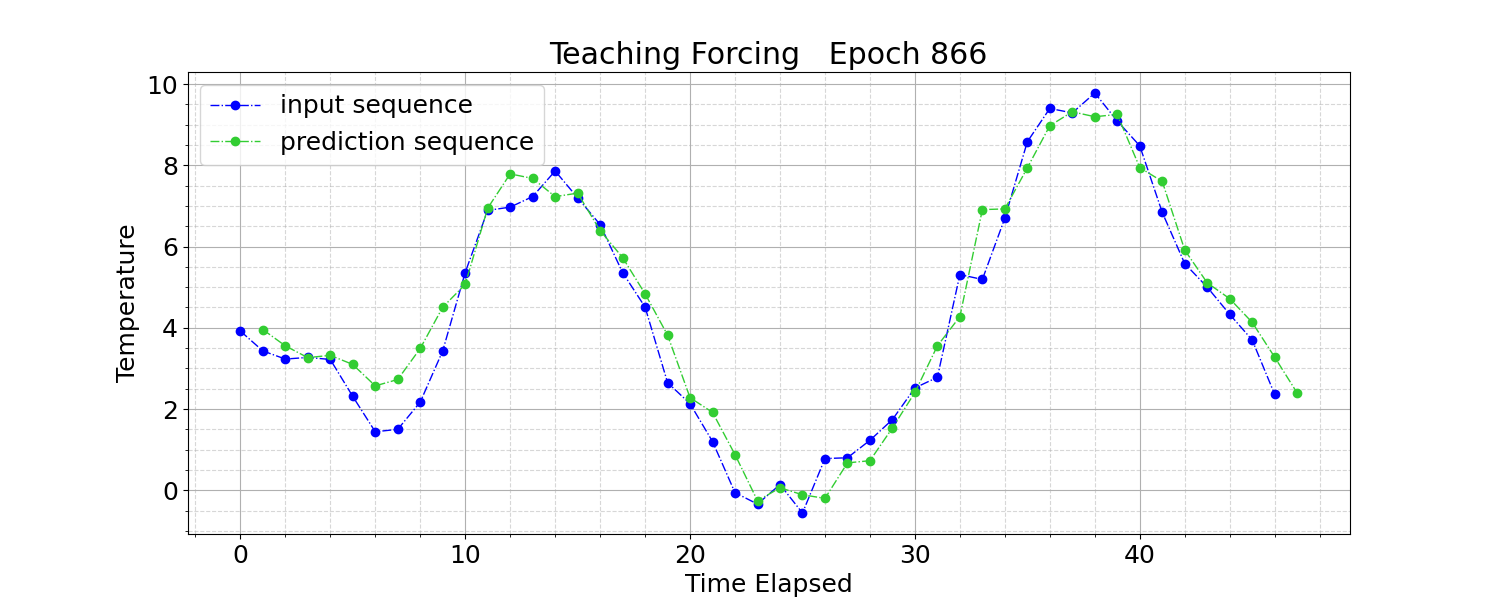 Teaching Forcing   Epoch 866
input sequence
prediction sequence
Temperature
10
8
6
4
2
0
0 10 20 30 40
Time Elapsed